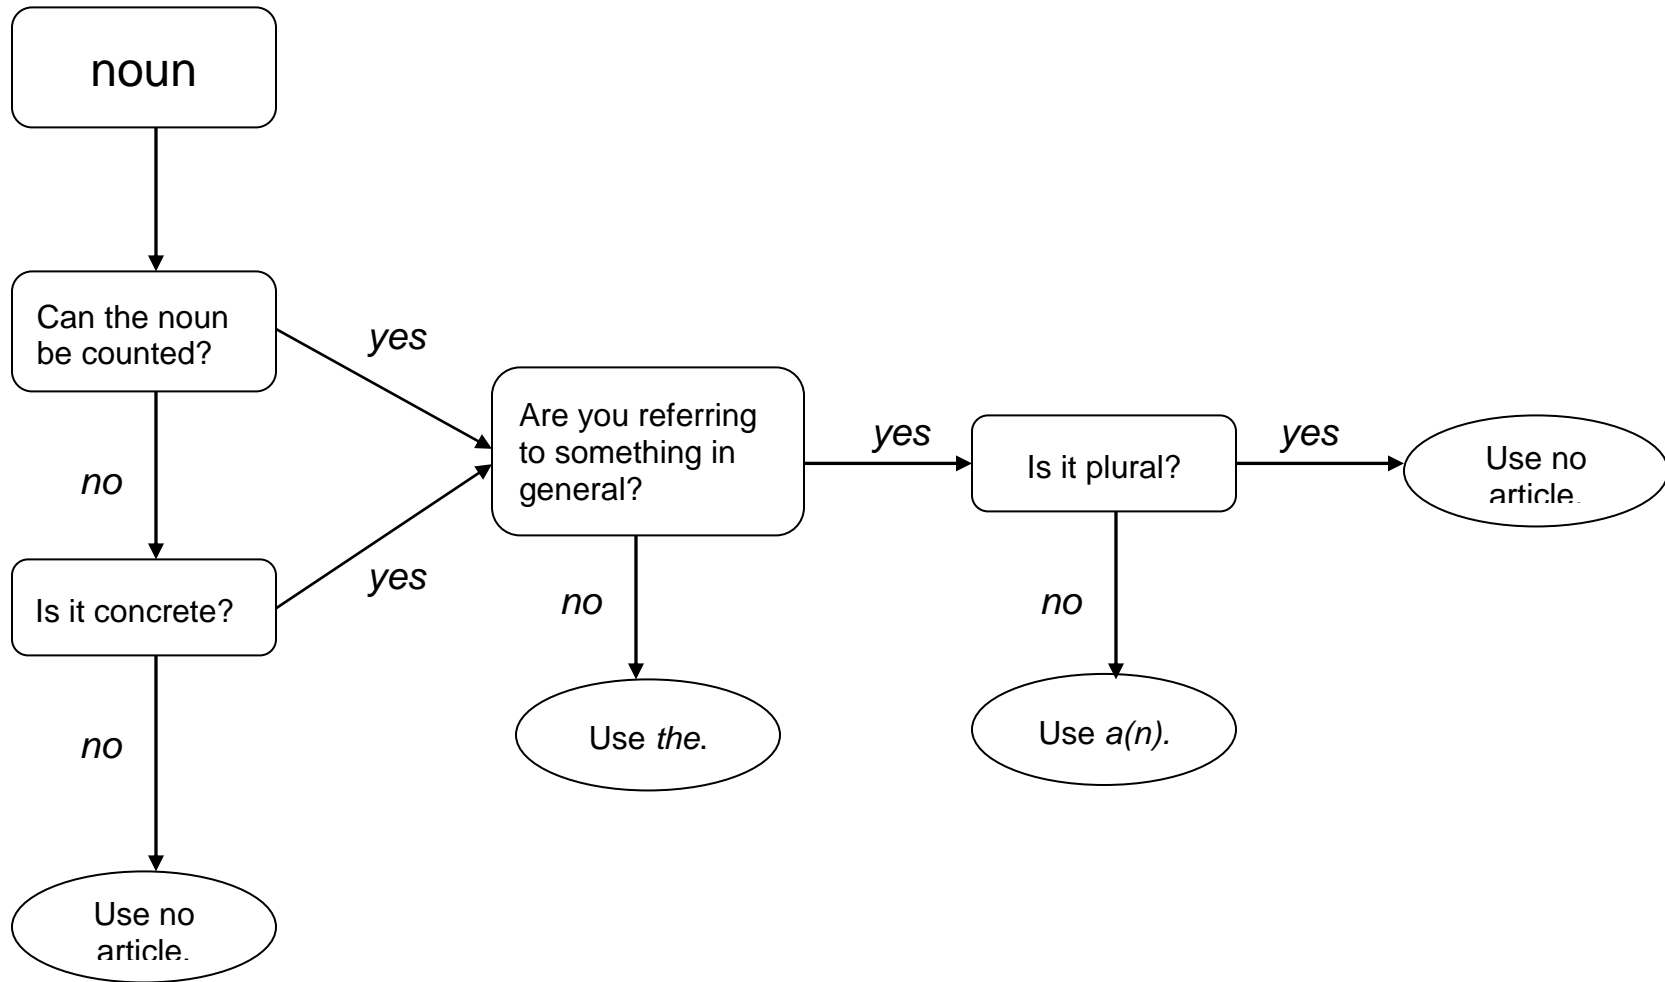 noun
Can the noun
be counted?
yes
no
Is it concrete?
yes
no
Use no
article.
Are you referring
to something in
general?
yes
no
Use the.
Is it plural?
yes
no
Use a(n).
Use no
article.